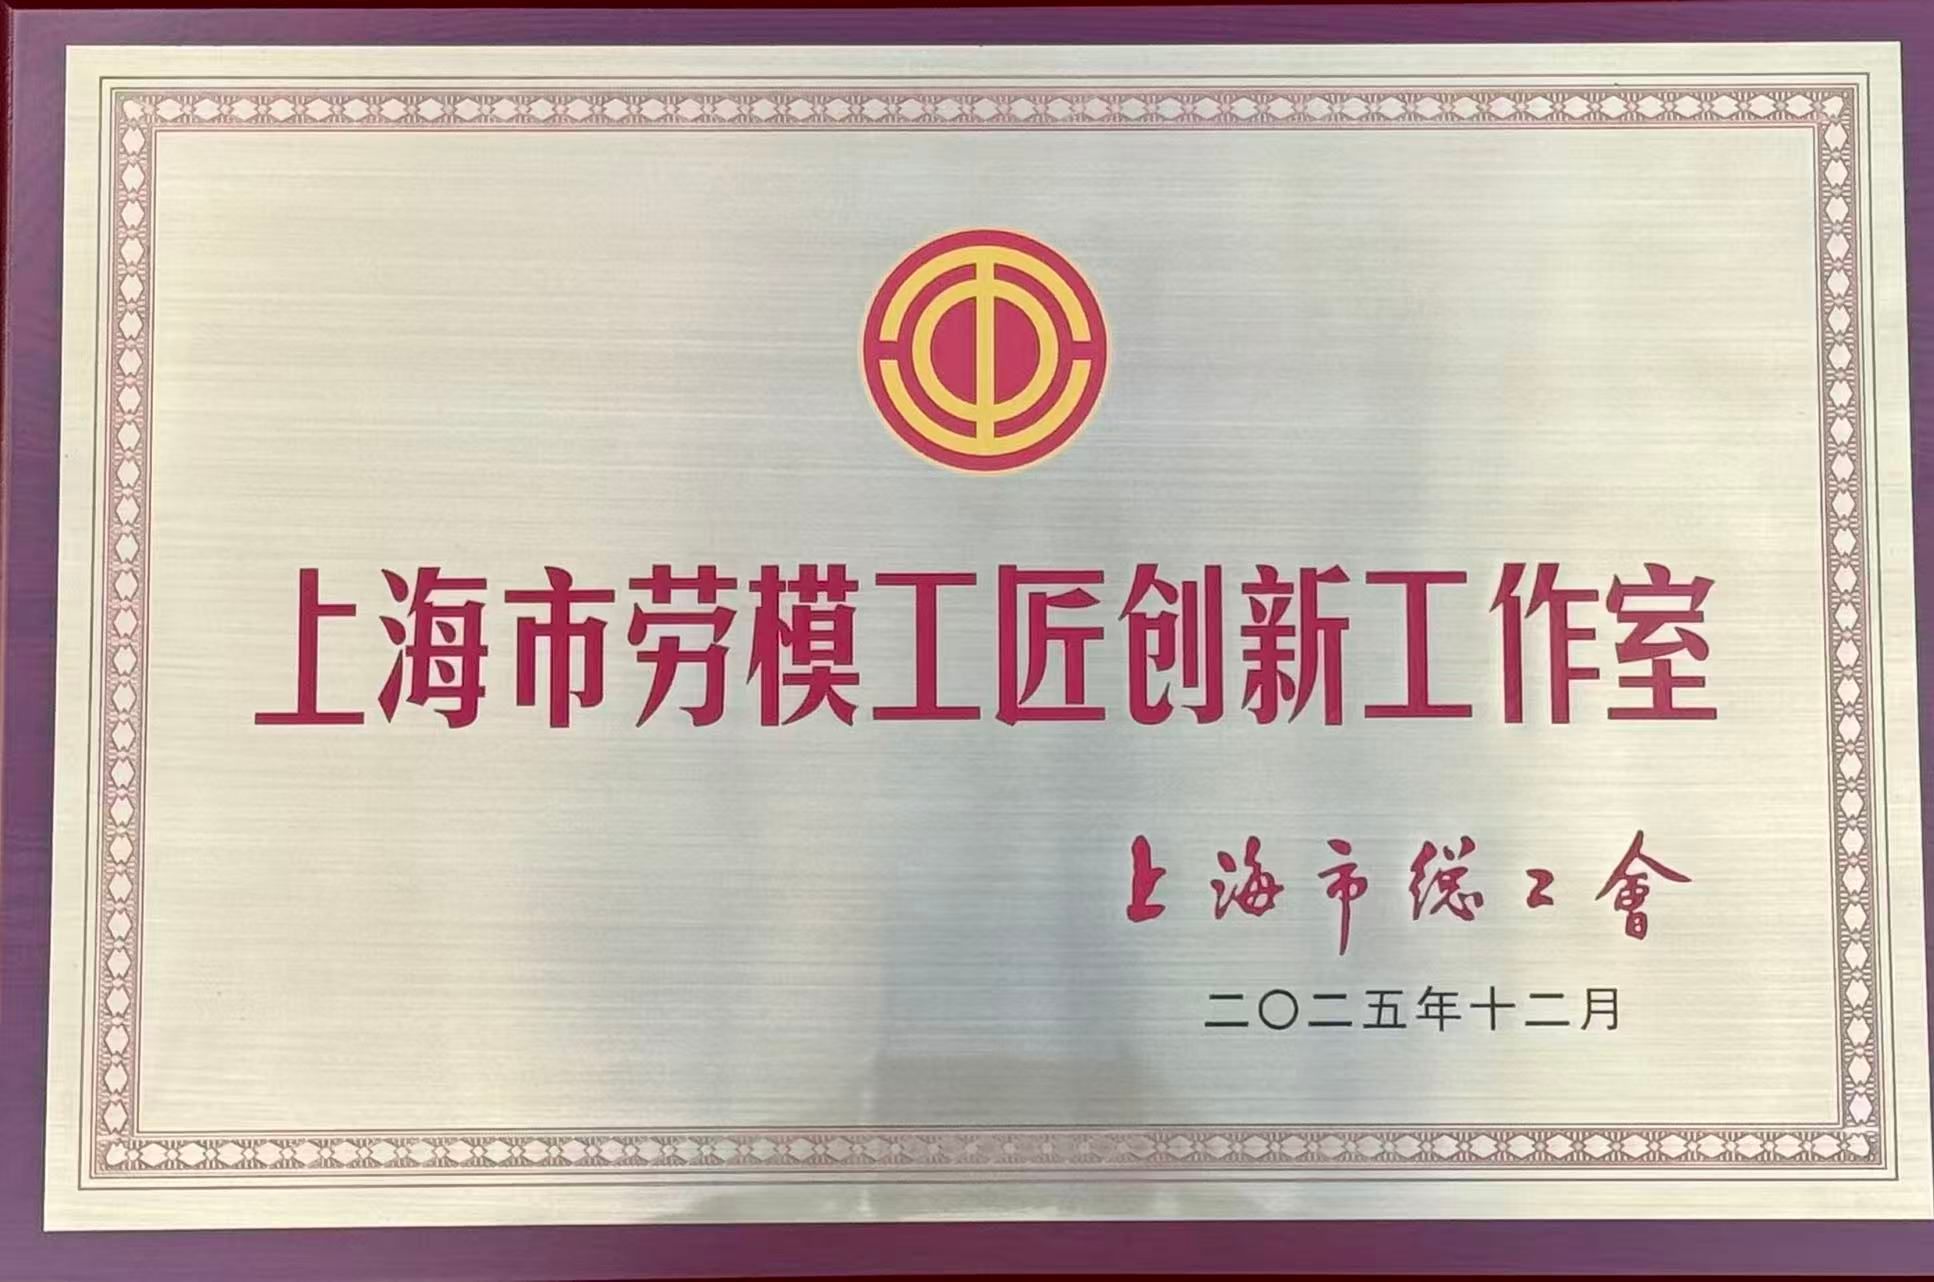 上海市劳模工匠创新工作室
上海市総工會
二〇二五年十二月